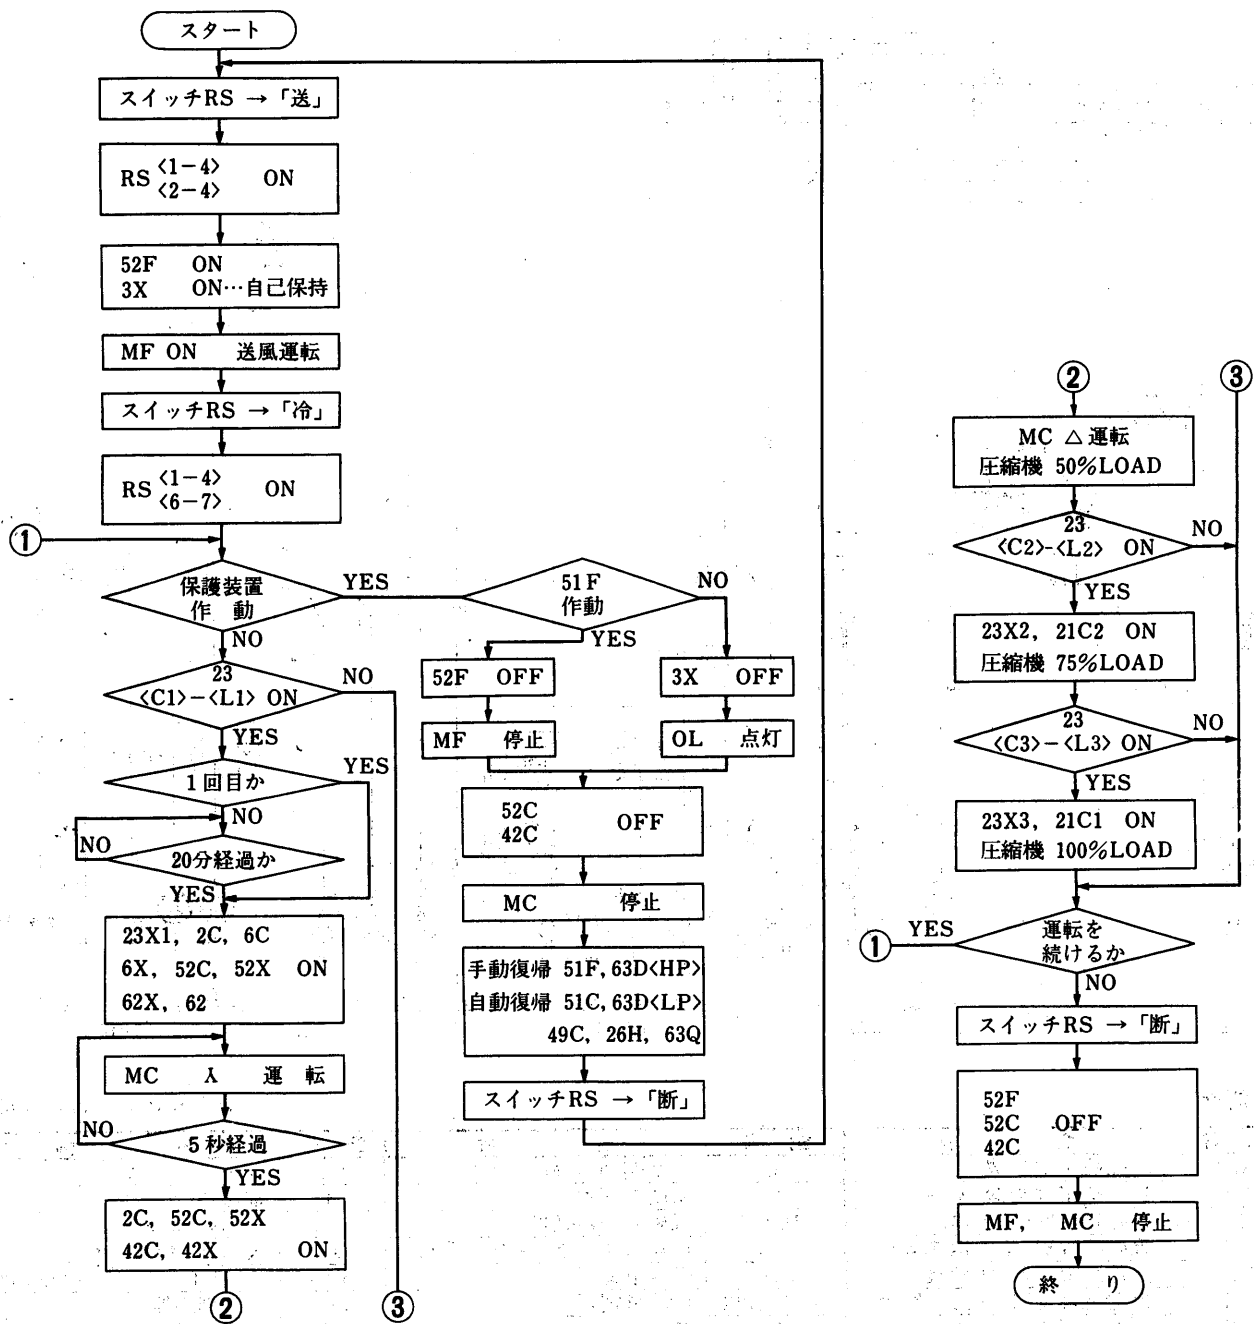 スタート
スイッチRS → 「送」
RS 〈1－4〉 ON
〈2－4〉
52F ON
3X ON…自己保持
MF ON 送風運転
スイッチRS → 「冷」
RS 〈1－4〉 ON
〈6－7〉
①
保護装置
作 動
YES
NO
51F
作動
NO
YES
52F OFF
MF 停止
3X OFF
OL 点灯
52C
42C OFF
MC 停止
手動復帰 51F, 63D〈HP〉
自動復帰 51C, 63D〈LP〉
49C, 26H, 63Q
スイッチRS → 「断」
23
〈C1〉－〈L1〉 ON
NO
YES
1回目か
YES
NO
20分経過か
NO
YES
23X1, 2C, 6C
6X, 52C, 52X ON
62X, 62
MC 人 運 転
5秒経過
NO
YES
2C, 52C, 52X
42C, 42X ON
②
③
②
③
MC △ 運転
圧縮機 50%LOAD
23
〈C2〉-〈L2〉 ON
NO
YES
23X2, 21C2 ON
圧縮機 75%LOAD
23
〈C3〉－〈L3〉 ON
NO
YES
23X3, 21C1 ON
圧縮機 100%LOAD
運転を
続けるか
YES
①
NO
スイッチRS → 「断」
52F
52C OFF
42C
MF, MC 停止
終 り